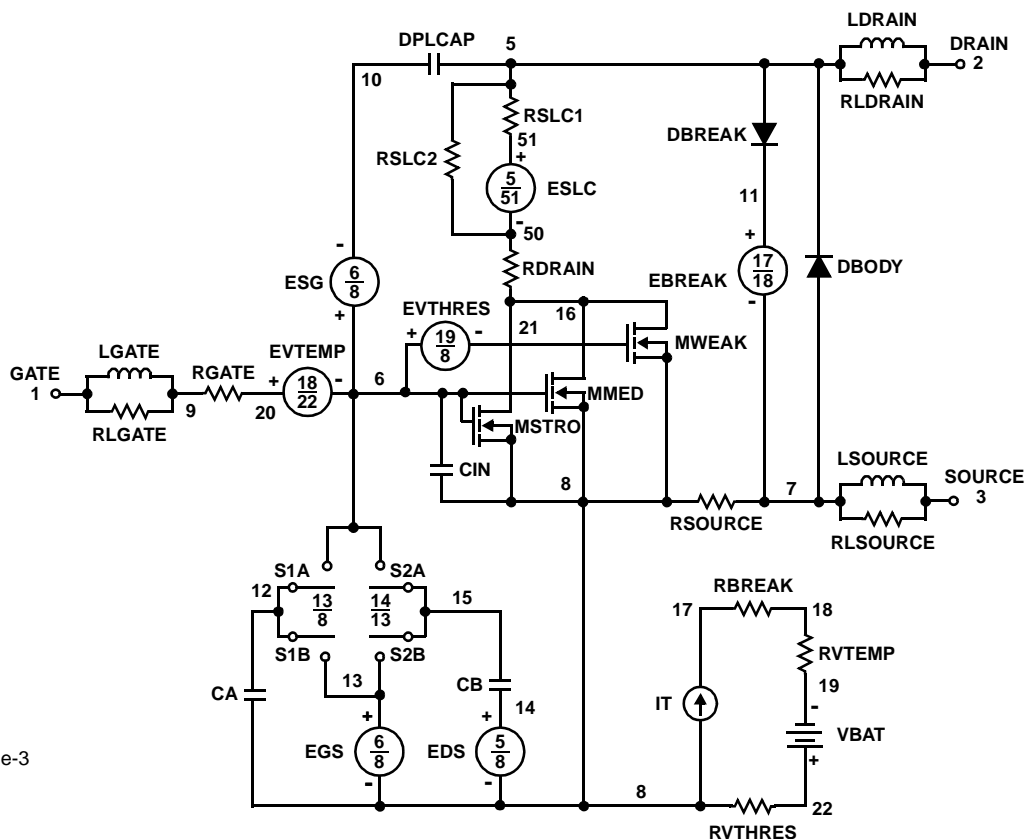 LDRAIN
DPLCAP 5 DRAIN
10 2
RLDRAIN
RSLC1
DBREAK
51
+
RSLC2
5
51
ESLC
11
-
50
- +
17
18
RDRAIN
EBREAK
DBODY
ESG
6
8
-
+
EVTHRES
16
+ 19
8
- 21
MWEAK
LGATE
EVTEMP
GATE
1
RGATE
+ 18
22
- 6
MMED
9 20
RLGATE
MSTRO
CIN
LSOURCE
8 7 SOURCE
3
RSOURCE
RLSOURCE
S1A S2A
12
13
8
14
13
15
RBREAK
17 18
S1B S2B
RVTEMP
13
CA CB
19
14
IT
-
+ +
VBAT
EGS
6
8
EDS
5
8
+
e-3
- -
8
22
RVTHRES